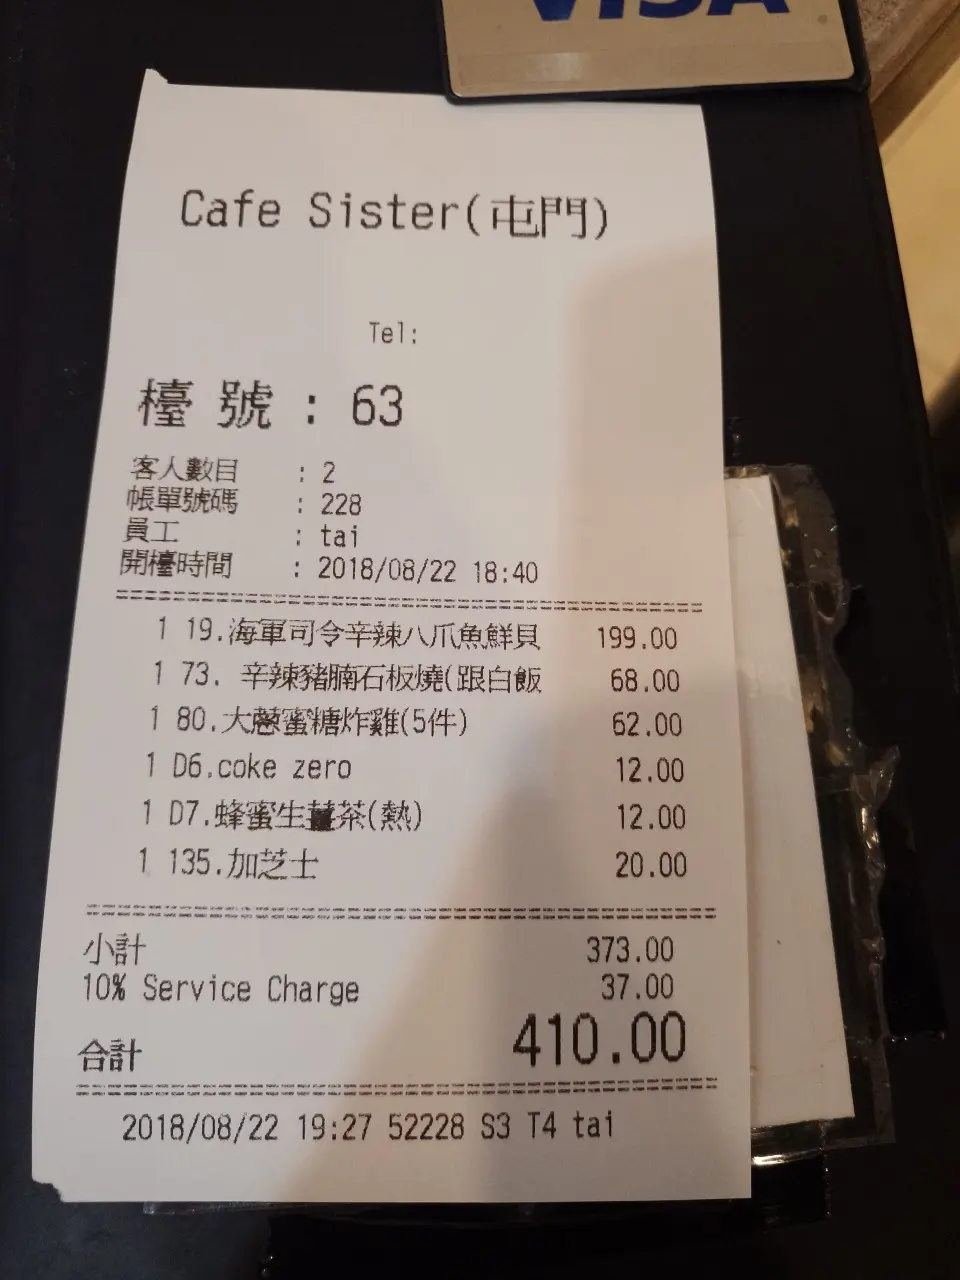 VISA
Cafe Sister(屯門)
Tel:
檯 號 : 63
客人數目 : 2
帳單號碼 : 228
員工 : tai
開檯時間 : 2018/08/22 18:40
1 19.海軍司令辛辣八爪魚鮮貝 199.00
1 73. 辛辣豬腩石板燒(跟白飯 68.00
1 80.大蔥蜜糖炸雞(5件) 62.00
1 D6.coke zero 12.00
1 D7.蜂蜜生薑茶(熱) 12.00
1 135.加芝士 20.00
小計 373.00
10% Service Charge 37.00
合計 410.00
2018/08/22 19:27 52228 S3 T4 tai